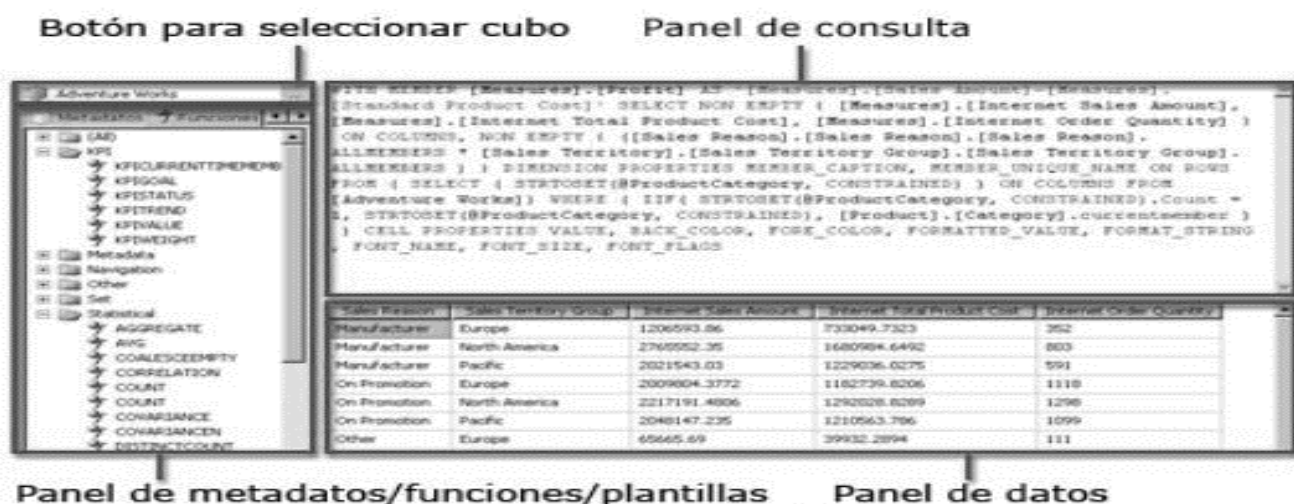 Botón para seleccionar cubo
Panel de consulta
Adventure Works
Metadatos Funciones
(All)
KPI
KPICURRENTTIMEMEMB
KPIGOAL
KPISTATUS
KPITREND
KPIVALUE
KPIWEIGHT
Metadata
Navigation
Other
Set
Statistical
AGGREGATE
AVG
COALESCEEMPTY
CORRELATION
COUNT
COUNT
COVARIANCE
COVARIANCEN
DISTINCTCOUNT
WITH MEMBER [Measures].[Profit] AS '[Measures].[Sales Amount]-[Measures].
[Standard Product Cost]' SELECT NON EMPTY { [Measures].[Internet Sales Amount],
[Measures].[Internet Total Product Cost], [Measures].[Internet Order Quantity] }
ON COLUMNS, NON EMPTY { ([Sales Reason].[Sales Reason].[Sales Reason].
ALLMEMBERS * [Sales Territory].[Sales Territory Group].[Sales Territory Group].
ALLMEMBERS ) } DIMENSION PROPERTIES MEMBER_CAPTION, MEMBER_UNIQUE_NAME ON ROWS
FROM ( SELECT ( STRTOSET(@ProductCategory, CONSTRAINED) ) ON COLUMNS FROM
[Adventure Works]) WHERE ( IIF( STRTOSET(@ProductCategory, CONSTRAINED).Count =
1, STRTOSET(@ProductCategory, CONSTRAINED), [Product].[Category].currentmember )
) CELL PROPERTIES VALUE, BACK_COLOR, FORE_COLOR, FORMATTED_VALUE, FORMAT_STRING
, FONT_NAME, FONT_SIZE, FONT_FLAGS
Sales Reason Sales Territory Group Internet Sales Amount Internet Total Product Cost Internet Order Quantity
Manufacturer Europe 1206593.86 733049.7323 352
Manufacturer North America 2765552.35 1680984.6492 803
Manufacturer Pacific 2021543.03 1229036.0275 591
On Promotion Europe 2009804.3772 1182739.8206 1118
On Promotion North America 2217191.4806 1292028.8289 1298
On Promotion Pacific 2048147.235 1210563.786 1099
Other Europe 65665.69 39932.2894 111
Panel de metadatos/funciones/plantillas
Panel de datos